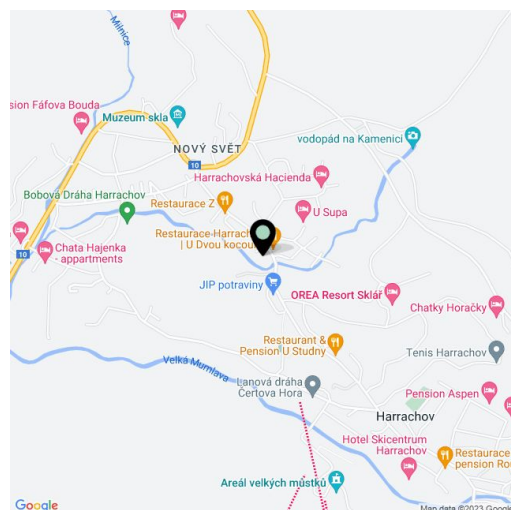 Milnice
sion Fáfova Bouda
Muzeum skla
NOVÝ SVĚT
10
vodopád na Kamenici
Harrachovská Hacienda
Bobová Dráha Harrachov
Restaurace Z
U Supa
Restaurace Harrach
| U Dvou kocou
10
Chata Hajenka
- appartments
JIP potraviny
OREA Resort Sklář
Chatky Horačky
Restaurant &
Pension U Studny
Tenis Harrachov
Velká Mumlava
Lanová dráha
Čertova Hora
Pension Aspen
Harrachov
Hotel Skicentrum
Harrachov
Restaurace
pension Ro
Areál velkých můstků
Google
Map data ©2023 Google